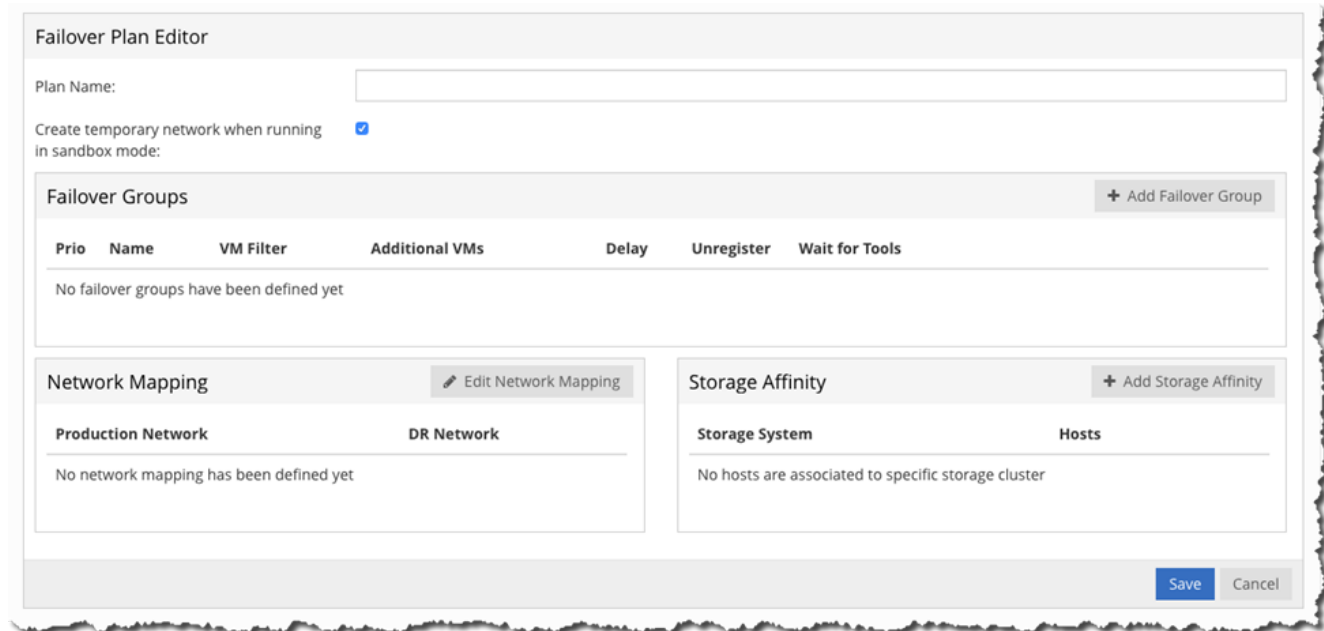 Failover Plan Editor
Plan Name:
Create temporary network when running
in sandbox mode:
Failover Groups
+ Add Failover Group
Prio Name VM Filter Additional VMs Delay Unregister Wait for Tools
No failover groups have been defined yet
Network Mapping
Edit Network Mapping
Production Network DR Network
No network mapping has been defined yet
Storage Affinity
+ Add Storage Affinity
Storage System Hosts
No hosts are associated to specific storage cluster
Save Cancel